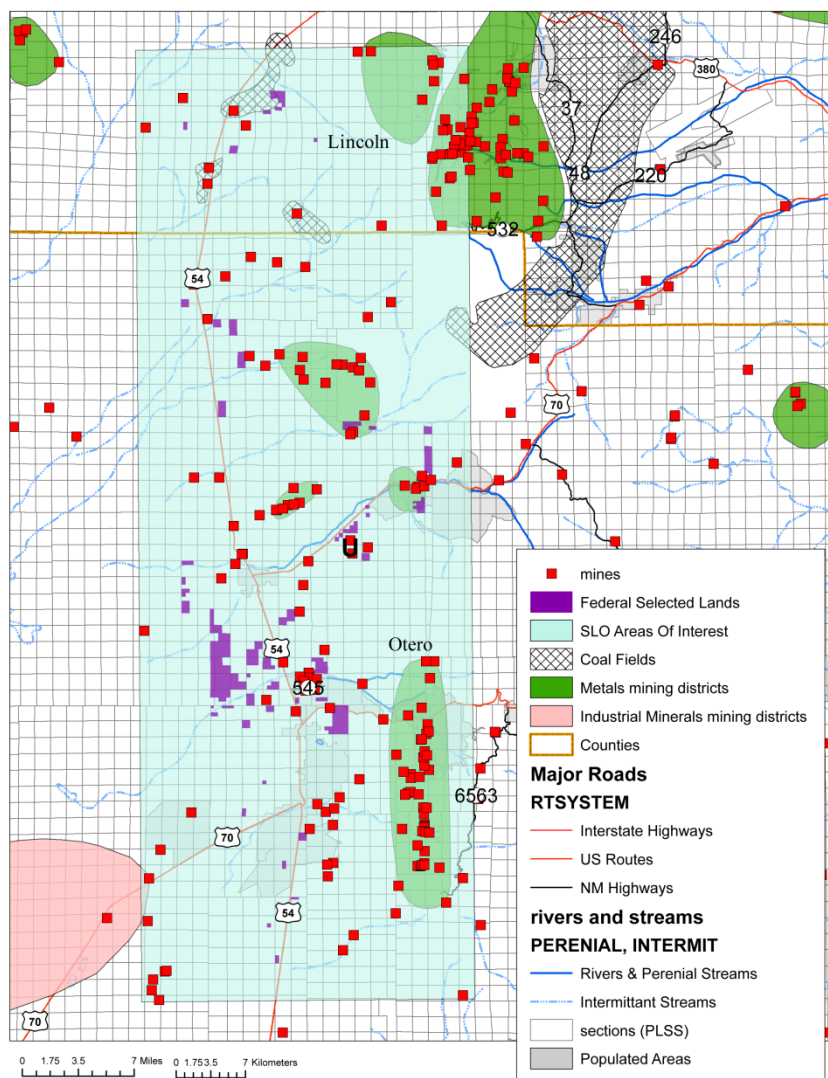 246
380
37
Lincoln
48
220
532
54
70
U
Otero
54
545
6563
70
54
70
mines
Federal Selected Lands
SLO Areas Of Interest
Coal Fields
Metals mining districts
Industrial Minerals mining districts
Counties
Major Roads
RTSYSTEM
Interstate Highways
US Routes
NM Highways
rivers and streams
PERENIAL, INTERMIT
Rivers & Perenial Streams
Intermittant Streams
sections (PLSS)
Populated Areas
0 1.75 3.5 7 Miles
0 1.75 3.5 7 Kilometers